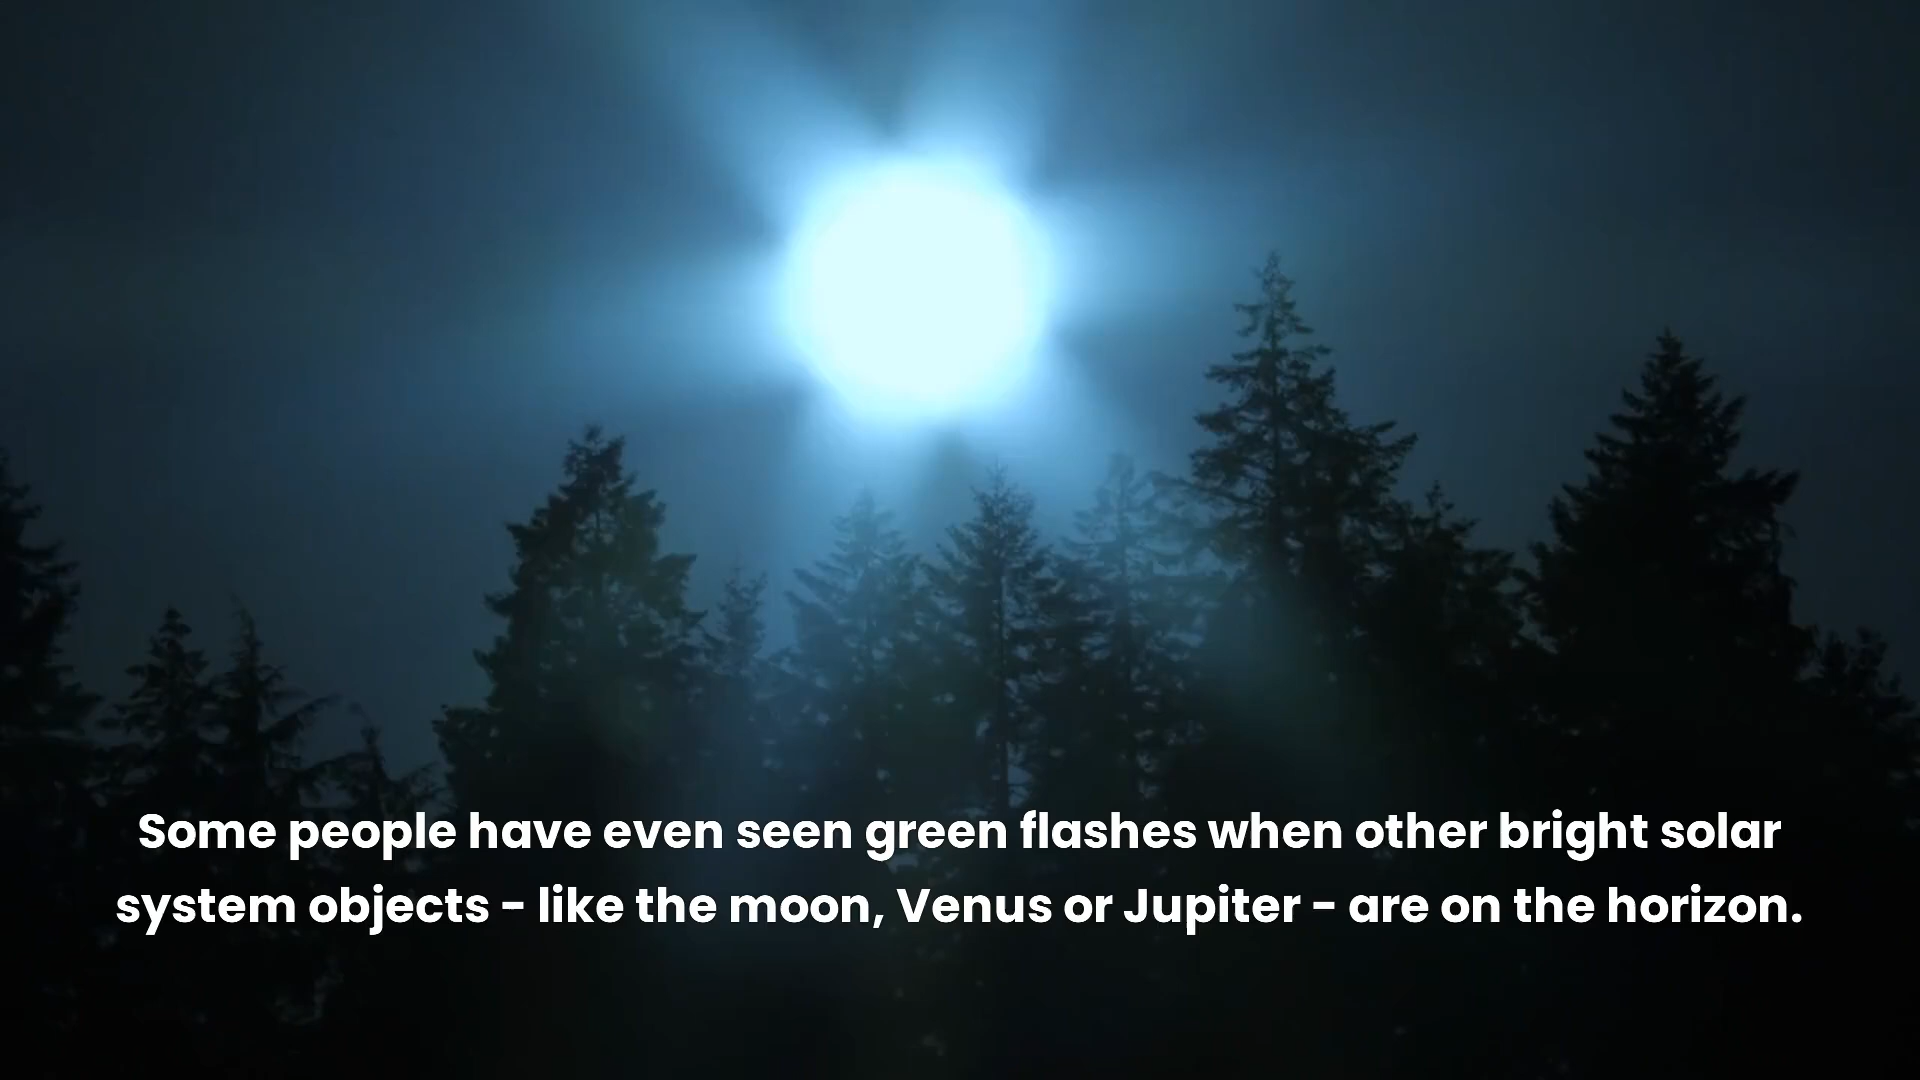 Some people have even seen green flashes when other bright solar
system objects - like the moon, Venus or Jupiter - are on the horizon.